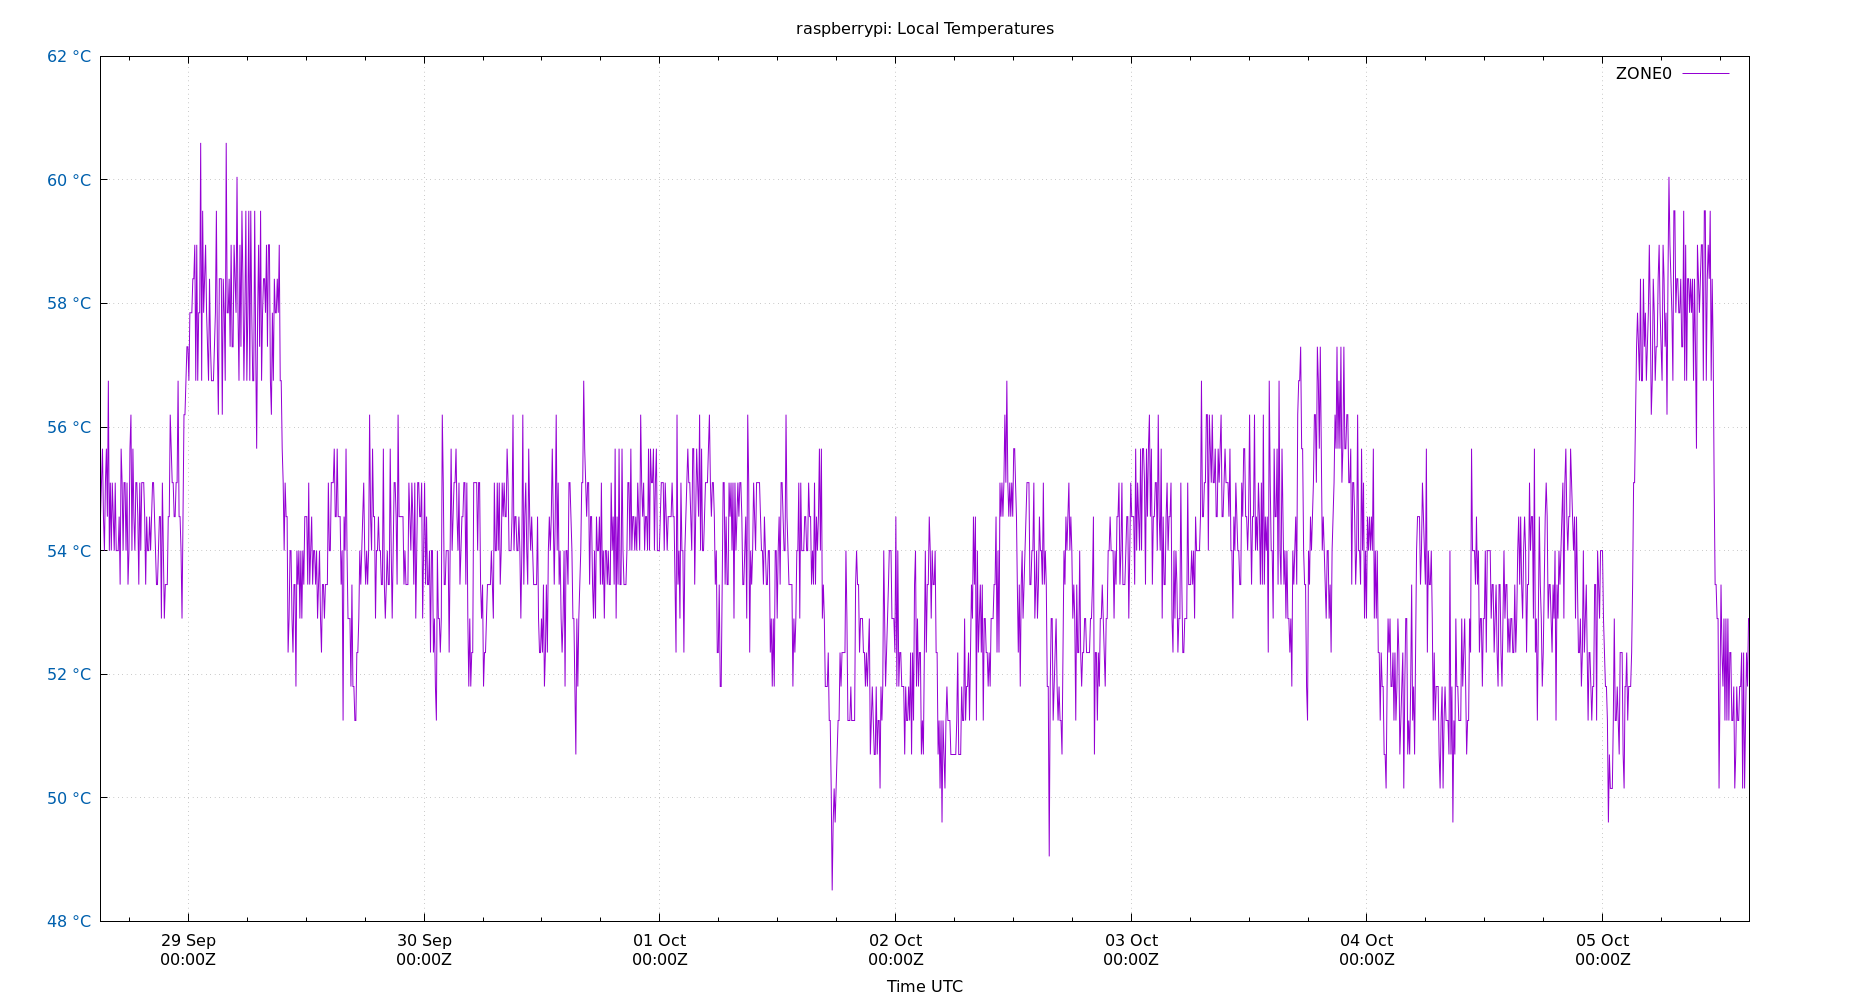 raspberrypi: Local Temperatures
62 °C
ZONE0
60 °C
58 °C
56 °C
54 °C
52 °C
50 °C
48 °C
29 Sep 30 Sep 01 Oct 02 Oct 03 Oct 04 Oct 05 Oct
00:00Z 00:00Z 00:00Z 00:00Z 00:00Z 00:00Z 00:00Z
Time UTC